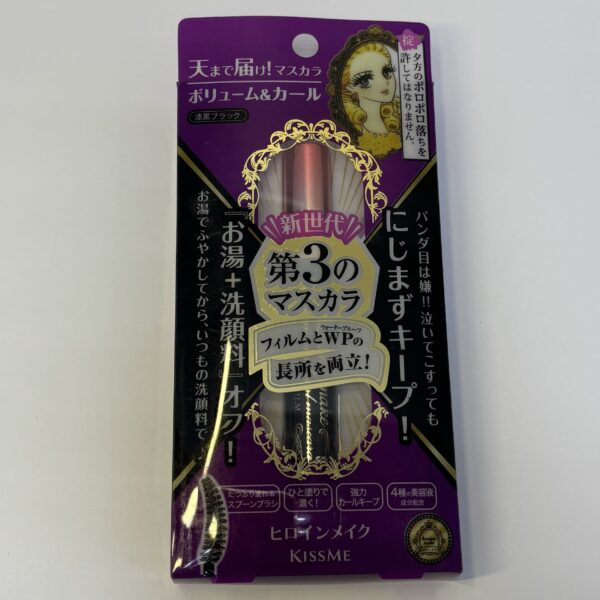 天まで届け!マスカラ
ボリューム&カール
漆黒ブラック
掟
夕方のポロポロ落ちを
許してはなりません。
新世代
第3の
マスカラ
フィルムとWPの
ウォータープルーフ
長所を両立!
パンダ目は嫌!!泣いてこすっても
にじまずキープ!
『お湯+洗顔料』オフ!
お湯でふやかしてから、いつもの洗顔料で♪
make
mascara
たっぷり塗れる
スプーンブラシ
ひと塗りで
濃く!
強力
カールキープ
4種の美容液
成分配合
ヒロインメイク
KISSME